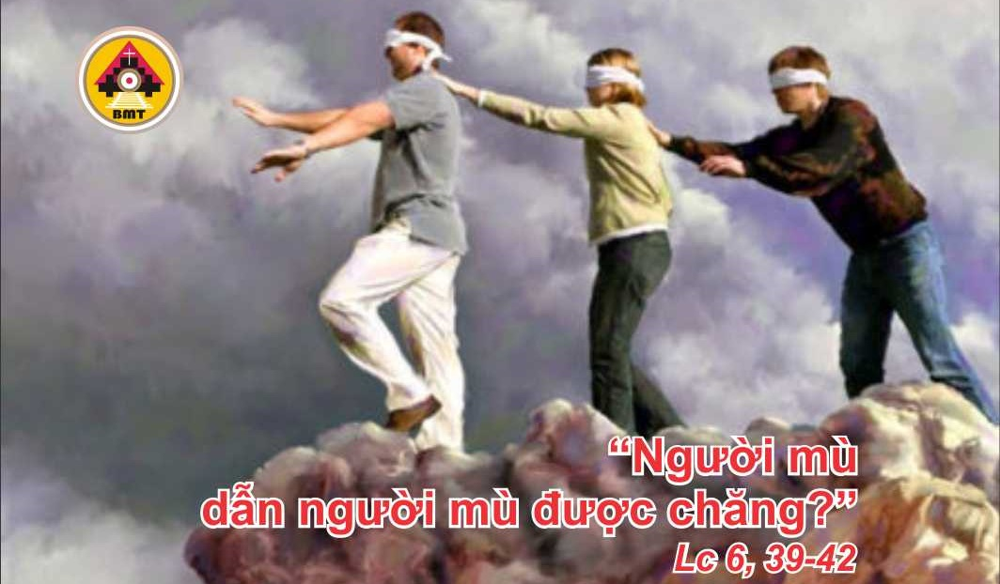 BMT
“Người mù
dẫn người mù được chăng?”
Lc 6, 39-42